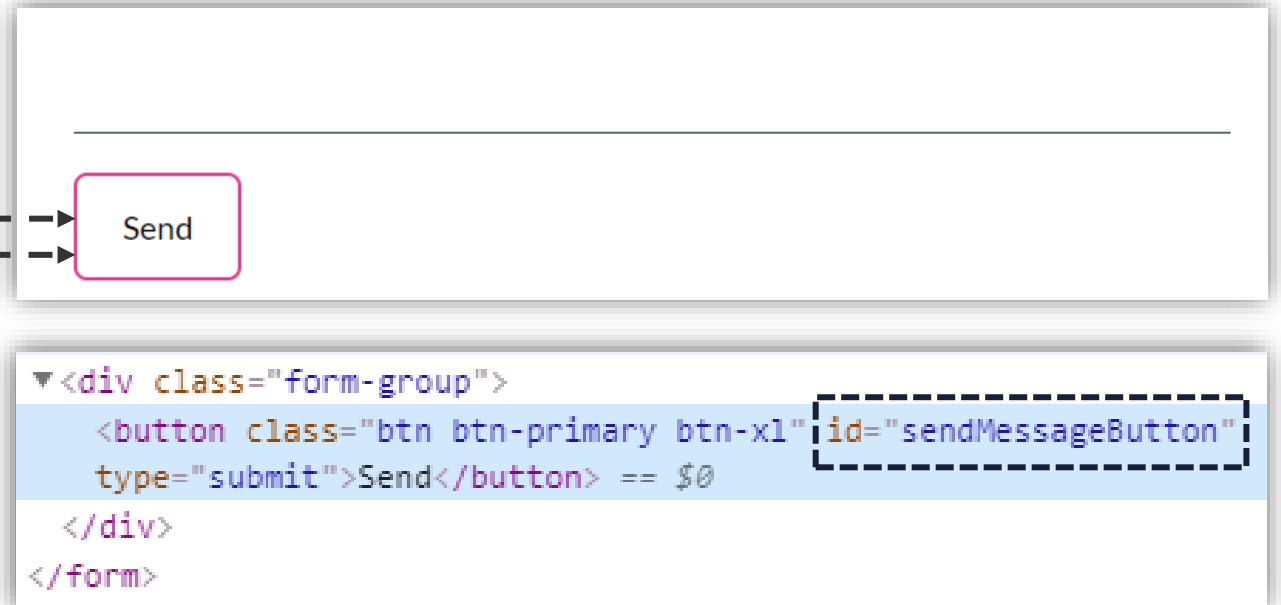 Send
▼<div class="form-group">
<button class="btn btn-primary btn-xl" id="sendMessageButton"
type="submit">Send</button> == $0
</div>
</form>